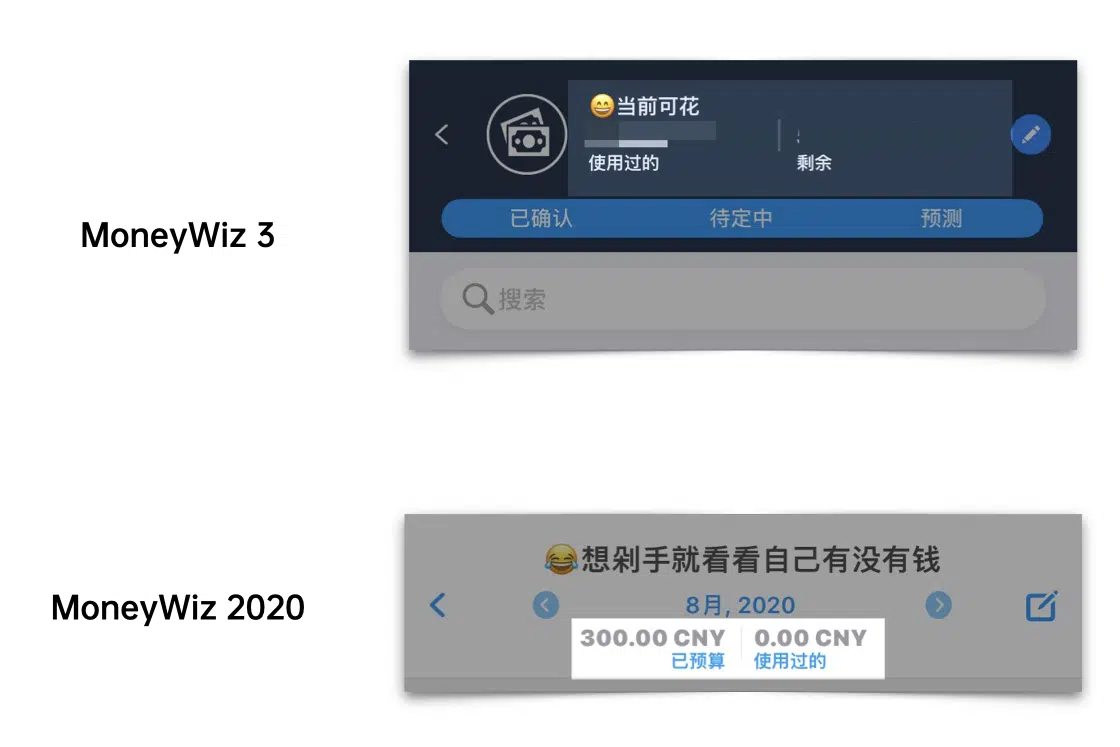 MoneyWiz 3
😄当前可花
使用过的
剩余
已确认
待定中
预测
搜索
MoneyWiz 2020
😂想剁手就看看自己有没有钱
8月, 2020
300.00 CNY
0.00 CNY
已预算
使用过的